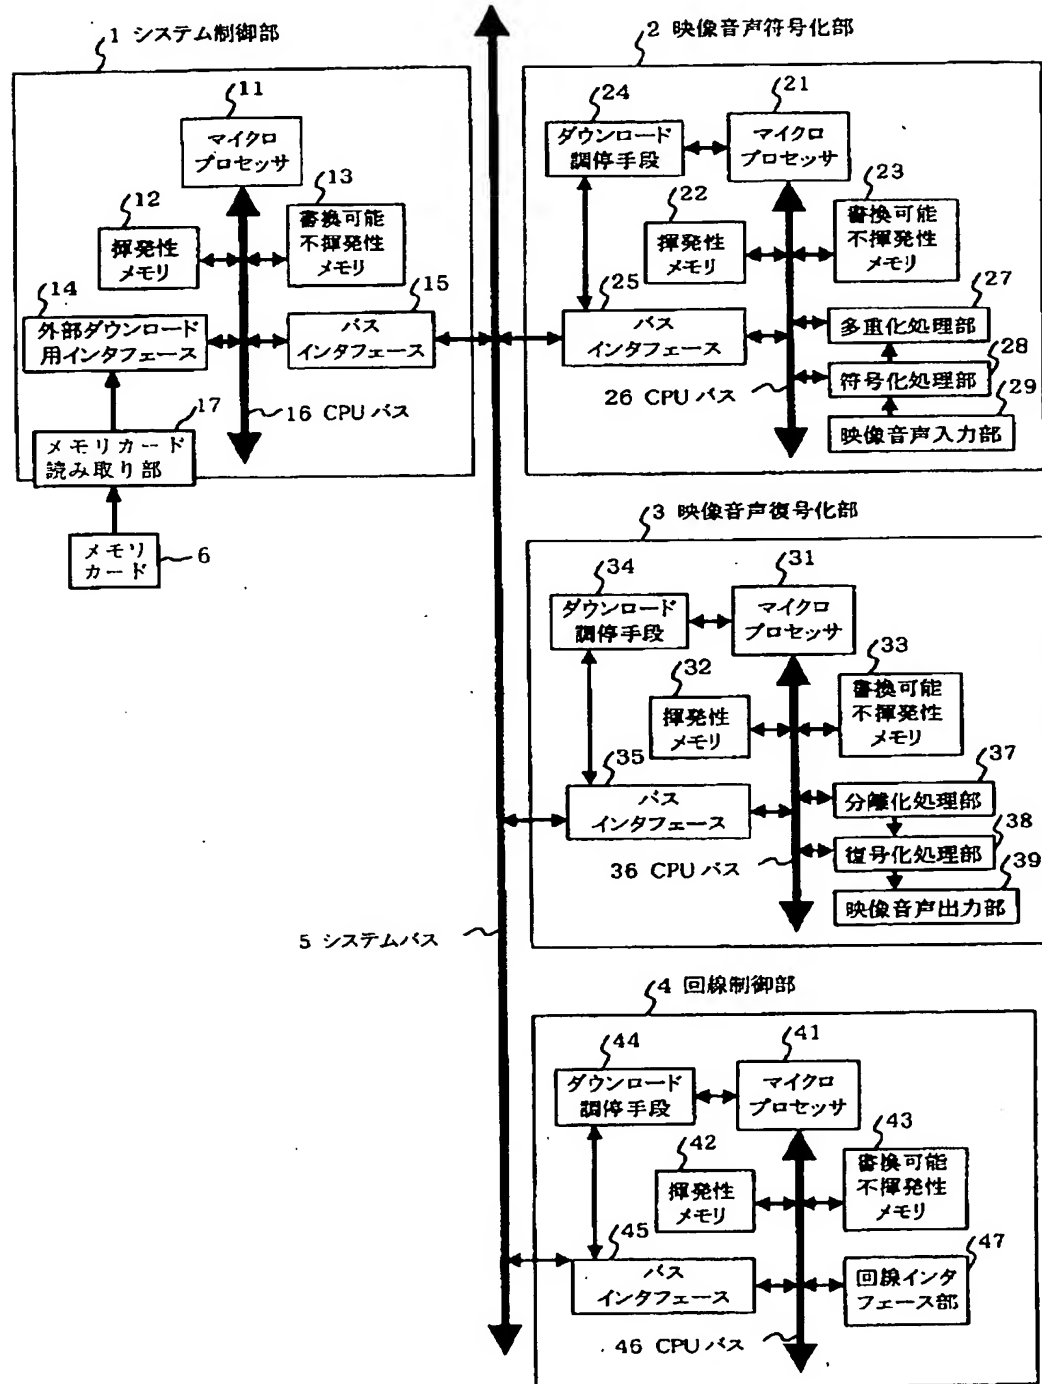 1 システム制御部
11
マイクロ
プロセッサ
12
揮発性
メモリ
13
書換可能
不揮発性
メモリ
14
外部ダウンロード
用インタフェース
15
バス
インタフェース
16 CPUバス
17
メモリカード
読み取り部
メモリ
カード
6
5 システムバス
2 映像音声符号化部
24
ダウンロード
調停手段
21
マイクロ
プロセッサ
22
揮発性
メモリ
23
書換可能
不揮発性
メモリ
25
バス
インタフェース
26 CPUバス
27
多重化処理部
28
符号化処理部
29
映像音声入力部
3 映像音声復号化部
34
ダウンロード
調停手段
31
マイクロ
プロセッサ
32
揮発性
メモリ
33
書換可能
不揮発性
メモリ
35
バス
インタフェース
36 CPUバス
37
分離化処理部
38
復号化処理部
39
映像音声出力部
4 回線制御部
44
ダウンロード
調停手段
41
マイクロ
プロセッサ
42
揮発性
メモリ
43
書換可能
不揮発性
メモリ
45
バス
インタフェース
46 CPUバス
47
回線インタ
フェース部